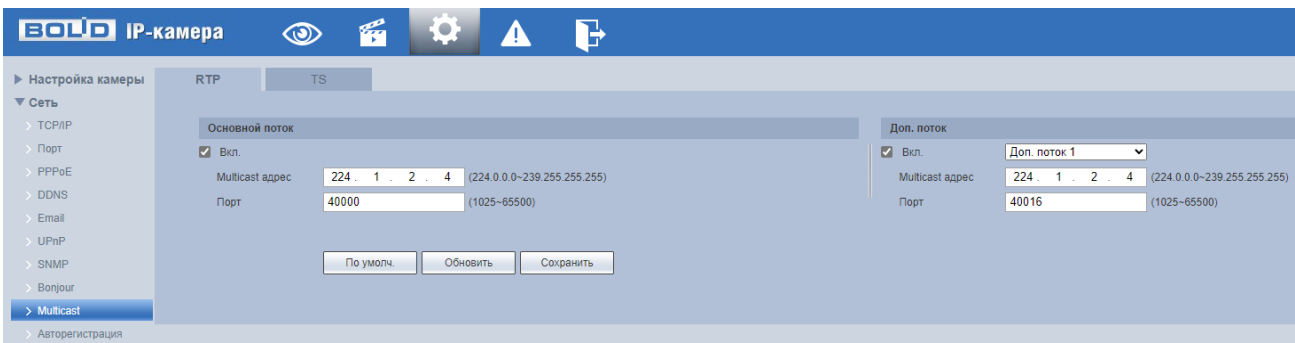 BOLID IP-камера
Настройка камеры
Сеть
TCP/IP
Порт
PPPoE
DDNS
Email
UPnP
SNMP
Bonjour
Multicast
Авторегистрация
RTP TS
Основной поток
Вкл.
Multicast адрес 224 . 1 . 2 . 4 (224.0.0.0~239.255.255.255)
Порт 40000 (1025~65500)
По умолч. Обновить Сохранить
Доп. поток
Вкл. Доп. поток 1
Multicast адрес 224 . 1 . 2 . 4 (224.0.0.0~239.255.255.255)
Порт 40016 (1025~65500)